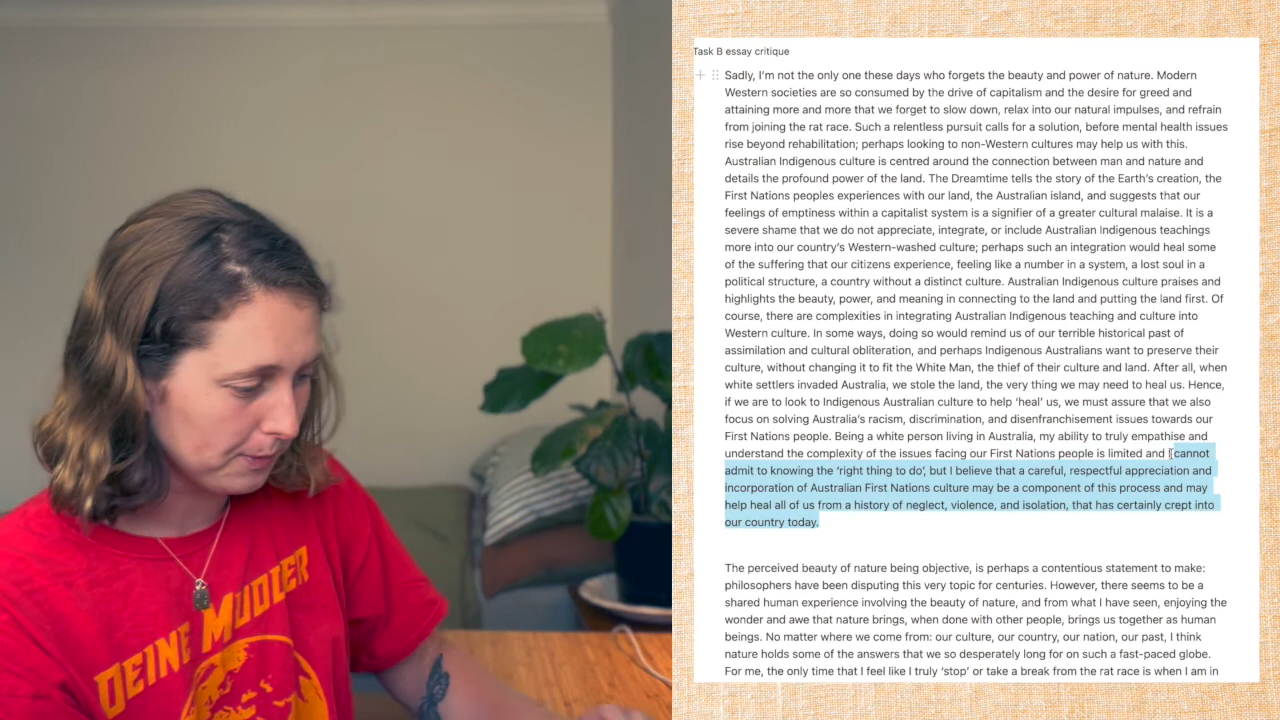 Task B essay critique
Sadly, I'm not the only one these days who forgets the beauty and power of nature. Modern
Western societies are so consumed by the drive of capitalism and the desire for greed and
attaining more and more that we forget to slow down, relax into our natural impulses, and refrain
from joining the rat race. Such a relentless pursuit calls for a solution, before mental health issues
rise beyond rehabilitation, perhaps looking to non-Western cultures may help us with this.
Australian Indigenous culture is centred around the connection between man and nature and
details the profound power of the land. The Dreamtime tells the story of the Earth's creation, the
First Nations peoples experiences with our land, the Australian island, and suggests that our
feelings of emptiness within a capitalist system is a signifier of a greater cultural malaise. It is a
severe shame that we do not appreciate, integrate, or include Australian Indigenous teachings
more into our country's Western-washed culture; perhaps such an integration would heal some
of the suffering that our citizens experience: feeling like a number in a system, a lost soul in a
political structure, a country without a distinct culture. Australian Indigenous culture praises and
highlights the beauty, power, and meaning in connecting to the land and putting the land first. Of
course, there are complexities in integrating Australian Indigenous teachings and culture into
Western culture. In some ways, doing so would remind us of our terrible historical past of
assimilation and cultural obliteration, and perhaps Indigenous Australians want to preserve their
culture, without changing it to fit the White man, the thief of their culture and land. After all, when
white settlers invaded Australia, we stole the land, the very thing we may need to heal us. Hence,
if we are to look to Indigenous Australian culture to help 'heal' us, we must ensure that we also
focus on solving Australian racism, discrimination, and disenfranchisement issues towards our
First Nations people. Being a white person living in Australia, my ability to truly empathise and
understand the complexity of the issues facing our First Nations people is limited and I cannot
admit to knowing the 'right thing to do', but I believe that a careful, respectful appreciation and
incorporation of Australian First Nations culture may be a component of this process and may
help heal all of us from a history of neglect, violence, and isolation, that has certainly crept into
our country today.
The perceived beauty of nature being objective, is perhaps a contentious statement to make:
philosophers have been disputing this topic for centuries. However, there seems to be a
shared human experience involving the beauty of nature, and from what I have seen, enjoying the
wonder and awe that nature brings, when done with other people, brings us together as human
beings. No matter where we come from: our culture, our country, our nationality, our past, I think
nature holds some of the answers that we so desperately look for on such a fast-paced globe.
For me, the only time that I feel like I truly 'stop' or take a break from the rat race is when I am in